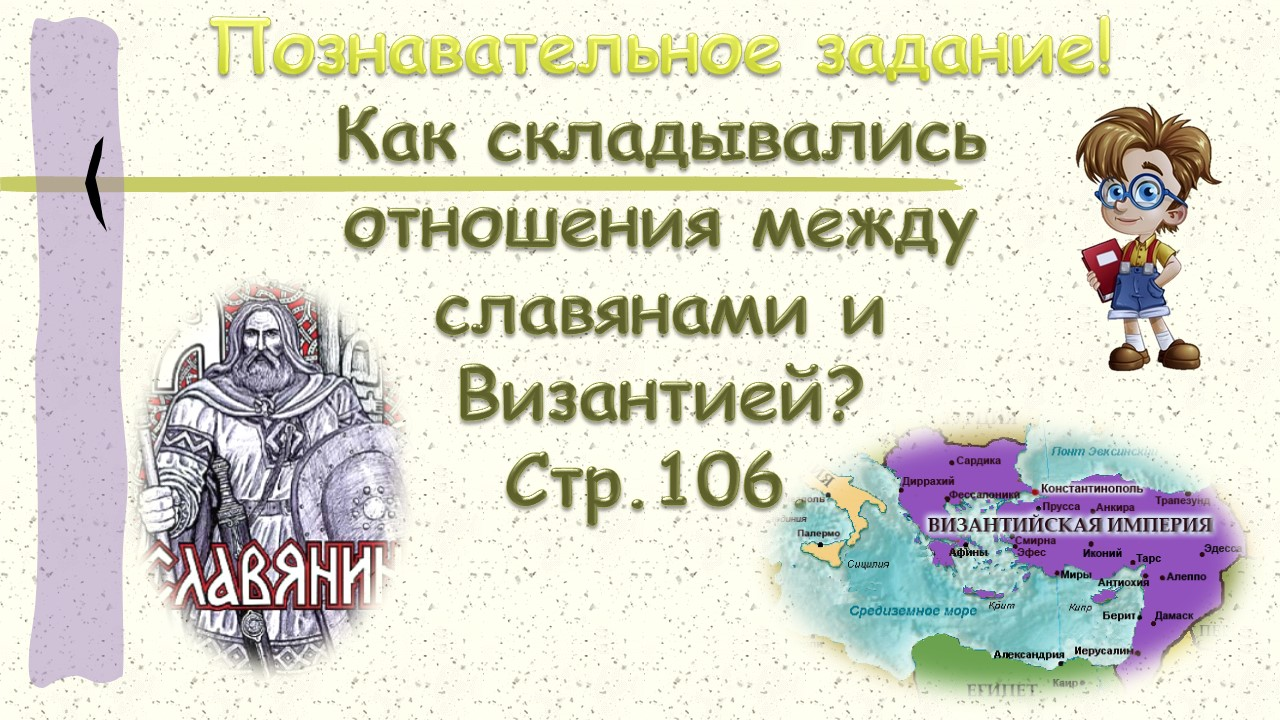 Познавательное задание!
Как складывались
отношения между
славянами и
Византией?
Стр.106
СЛАВЯНИН
Понт Эвксинский
Сардика
Диррахий
Фессалоники
Константинополь
Прусса
Анкира
Трапезунд
ВИЗАНТИЙСКАЯ ИМПЕРИЯ
Палермо
Сицилия
Афины
Смирна
Эфес
Иконий
Тарс
Эдесса
Миры
Антиохия
Алеппо
Средиземное море
Крит
Кипр
Берит
Дамаск
Александрия
Иерусалим
ЕГИПЕТ
Каир